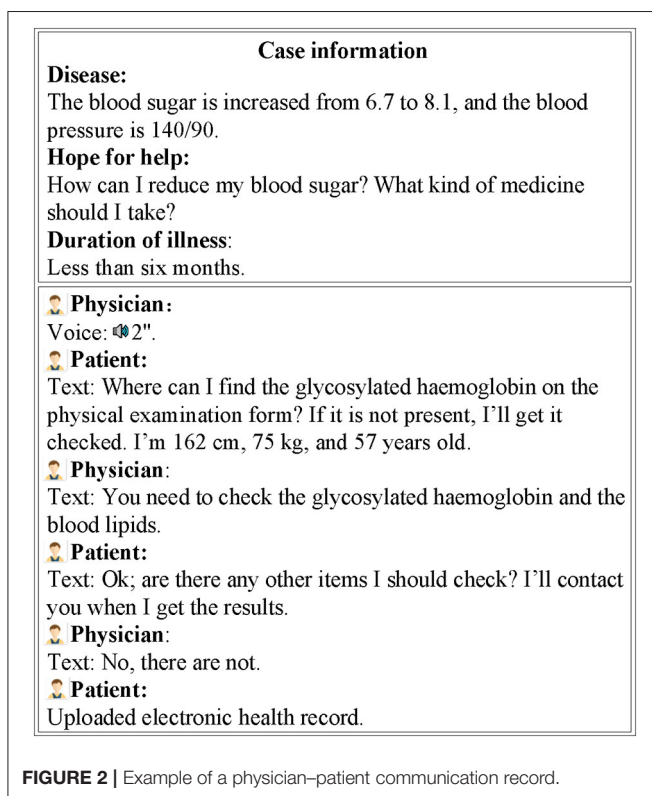 Case information
Disease:
The blood sugar is increased from 6.7 to 8.1, and the blood
pressure is 140/90.
Hope for help:
How can I reduce my blood sugar? What kind of medicine
should I take?
Duration of illness:
Less than six months.
Physician:
Voice: 2".
Patient:
Text: Where can I find the glycosylated haemoglobin on the
physical examination form? If it is not present, I'll get it
checked. I'm 162 cm, 75 kg, and 57 years old.
Physician:
Text: You need to check the glycosylated haemoglobin and the
blood lipids.
Patient:
Text: Ok; are there any other items I should check? I'll contact
you when I get the results.
Physician:
Text: No, there are not.
Patient:
Uploaded electronic health record.
FIGURE 2 | Example of a physician–patient communication record.